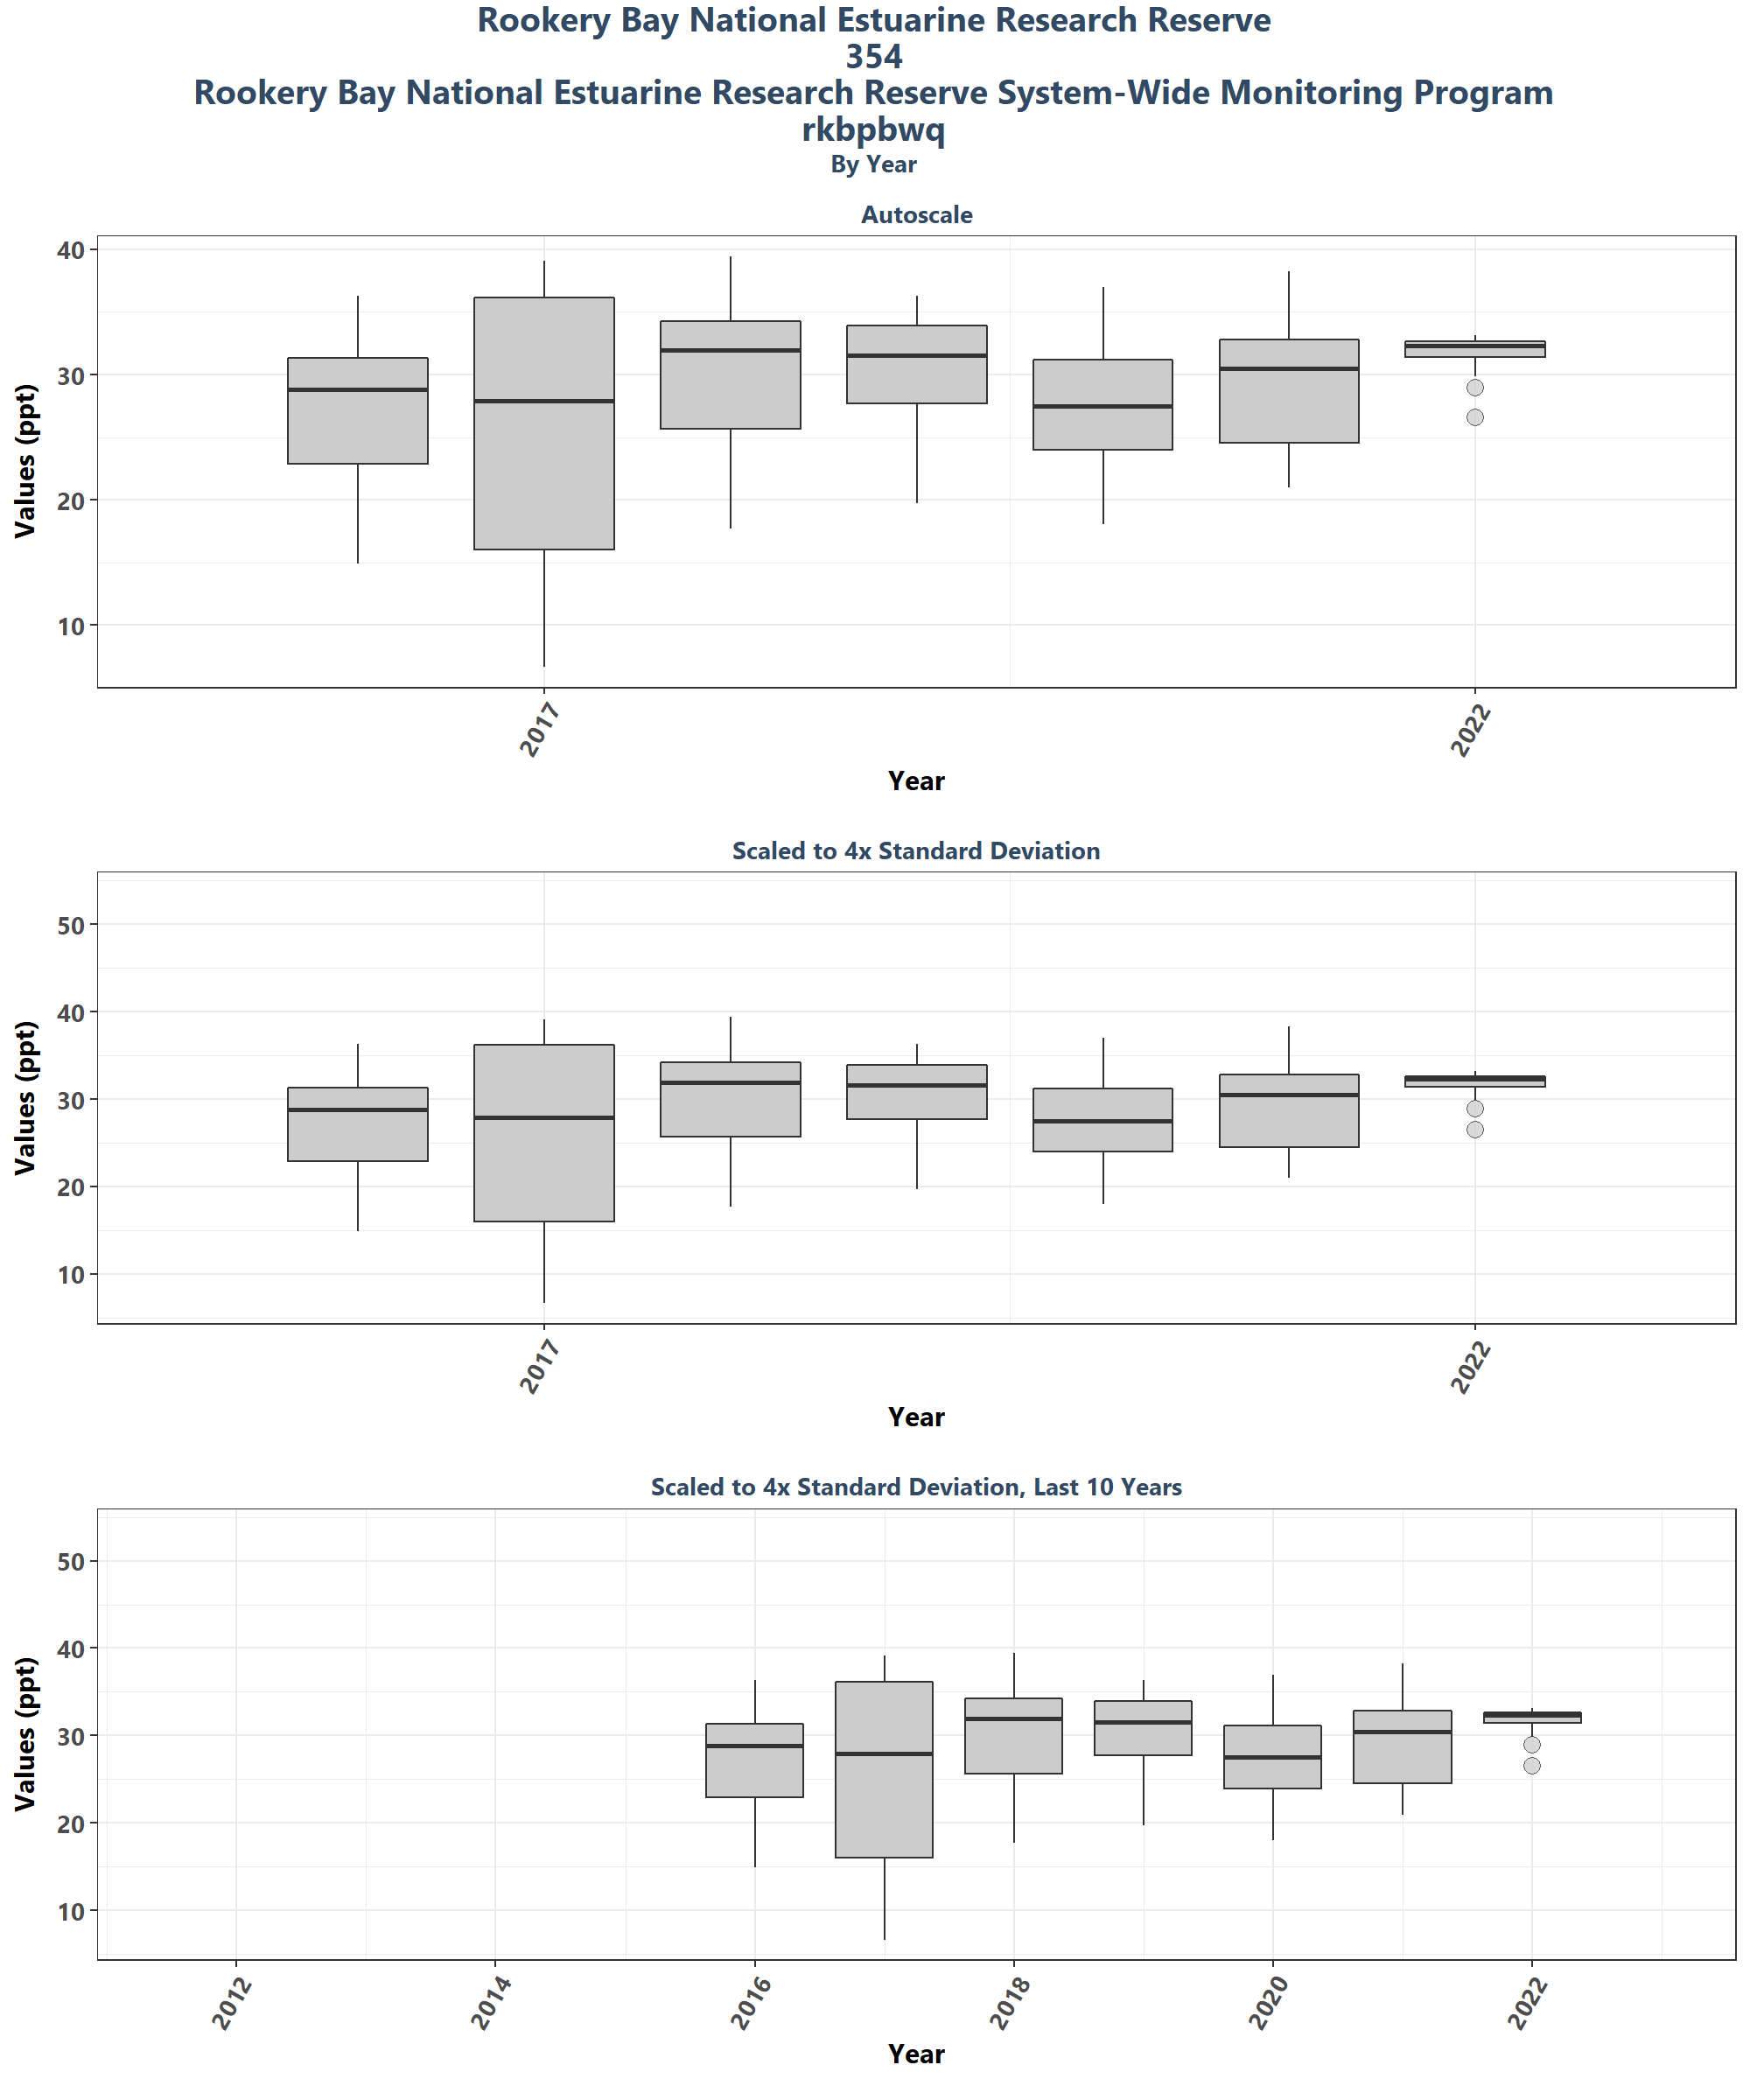 Rookery Bay National Estuarine Research Reserve
354
Rookery Bay National Estuarine Research Reserve System-Wide Monitoring Program
rkbpbwq
By Year
Autoscale
Values (ppt)
40
30
20
10
2017
2022
Year
Scaled to 4x Standard Deviation
Values (ppt)
50
40
30
20
10
2017
2022
Year
Scaled to 4x Standard Deviation, Last 10 Years
Values (ppt)
50
40
30
20
10
2012
2014
2016
2018
2020
2022
Year